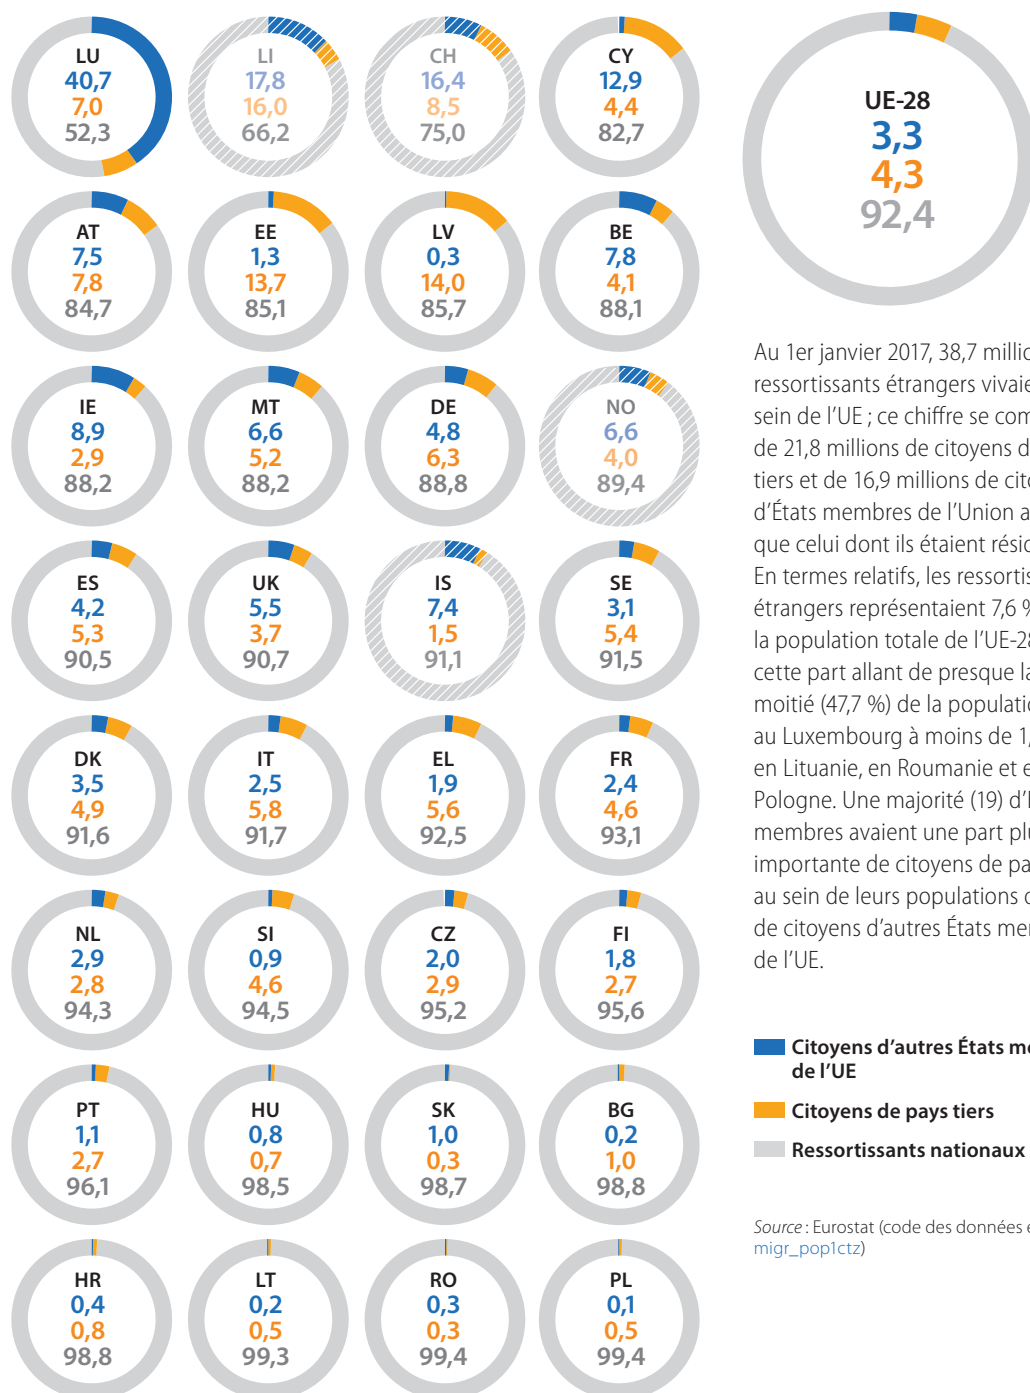 LU
40,7
7,0
52,3
LI
17,8
16,0
66,2
CH
16,4
8,5
75,0
CY
12,9
4,4
82,7
AT
7,5
7,8
84,7
EE
1,3
13,7
85,1
LV
0,3
14,0
85,7
BE
7,8
4,1
88,1
IE
8,9
2,9
88,2
MT
6,6
5,2
88,2
DE
4,8
6,3
88,8
NO
6,6
4,0
89,4
ES
4,2
5,3
90,5
UK
5,5
3,7
90,7
IS
7,4
1,5
91,1
SE
3,1
5,4
91,5
DK
3,5
4,9
91,6
IT
2,5
5,8
91,7
EL
1,9
5,6
92,5
FR
2,4
4,6
93,1
NL
2,9
2,8
94,3
SI
0,9
4,6
94,5
CZ
2,0
2,9
95,2
FI
1,8
2,7
95,6
PT
1,1
2,7
96,1
HU
0,8
0,7
98,5
SK
1,0
0,3
98,7
BG
0,2
1,0
98,8
HR
0,4
0,8
98,8
LT
0,2
0,5
99,3
RO
0,3
0,3
99,4
PL
0,1
0,5
99,4
UE-28
3,3
4,3
92,4
Au 1er janvier 2017, 38,7
ressortissants étrangers
sein de l'UE ; ce chiffre se
de 21,8 millions de citoyens
tiers et de 16,9 millions de
d'États membres de l'Union
que celui dont ils étaient
En termes relatifs, les
étrangers représentaient 7,6 %
la population totale de
cette part allant de presque la
moitié (47,7 %) de la
au Luxembourg à moins de
en Lituanie, en Roumanie et
Pologne. Une majorité (19)
membres avaient une part
importante de citoyens de
au sein de leurs populations
de citoyens d'autres États
de l'UE.
Citoyens d'autres États
de l'UE
Citoyens de pays tiers
Ressortissants nationaux
Source : Eurostat (code des données
migr_pop1ctz)